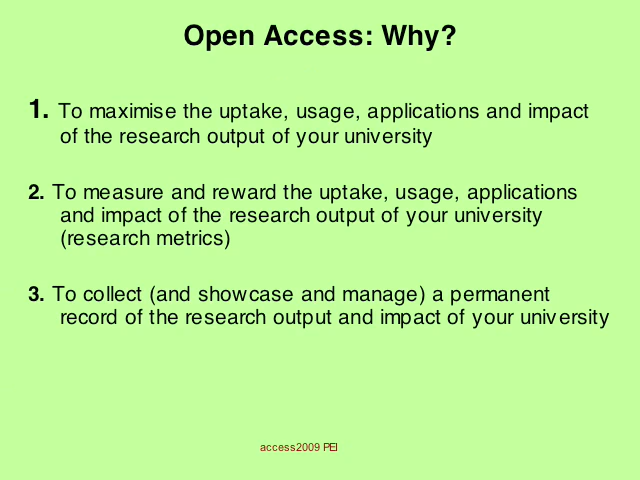 Open Access: Why?
1. To maximise the uptake, usage, applications and impact
of the research output of your university
2. To measure and reward the uptake, usage, applications
and impact of the research output of your university
(research metrics)
3. To collect (and showcase and manage) a permanent
record of the research output and impact of your university
access2009 PEI